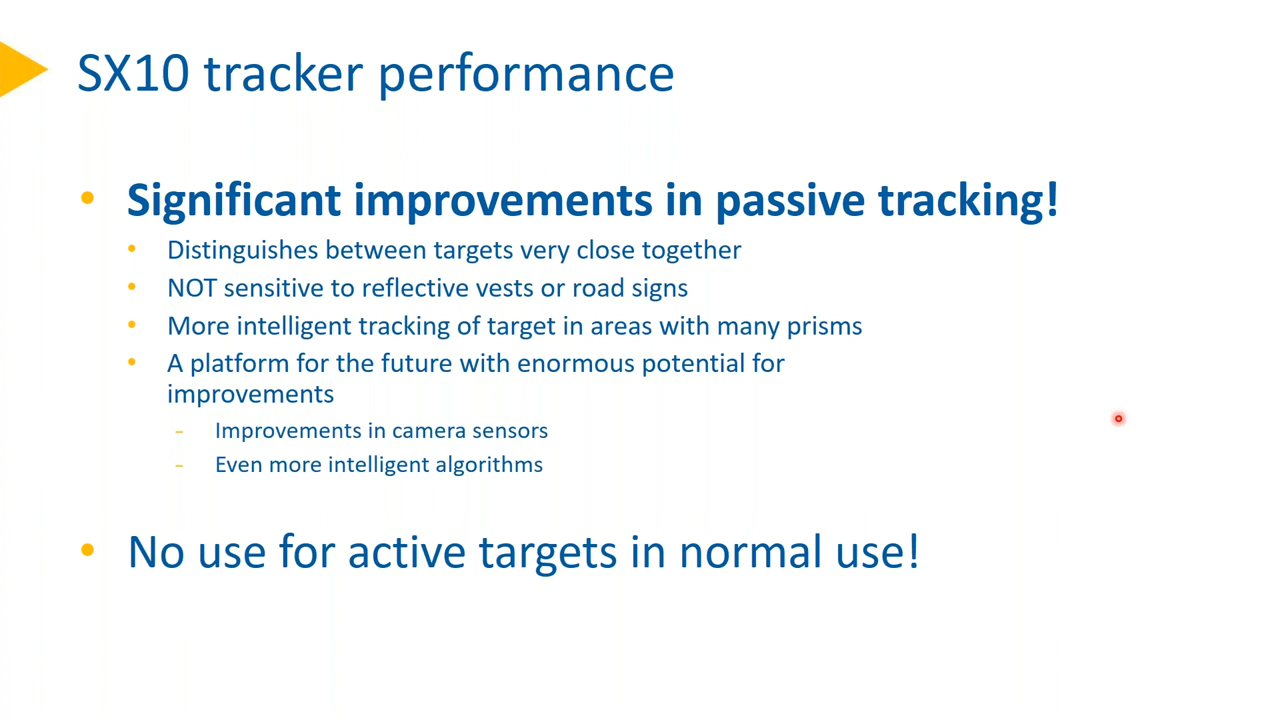 SX10 tracker performance
• Significant improvements in passive tracking!
• Distinguishes between targets very close together
• NOT sensitive to reflective vests or road signs
• More intelligent tracking of target in areas with many prisms
• A platform for the future with enormous potential for
improvements
- Improvements in camera sensors
- Even more intelligent algorithms
• No use for active targets in normal use!